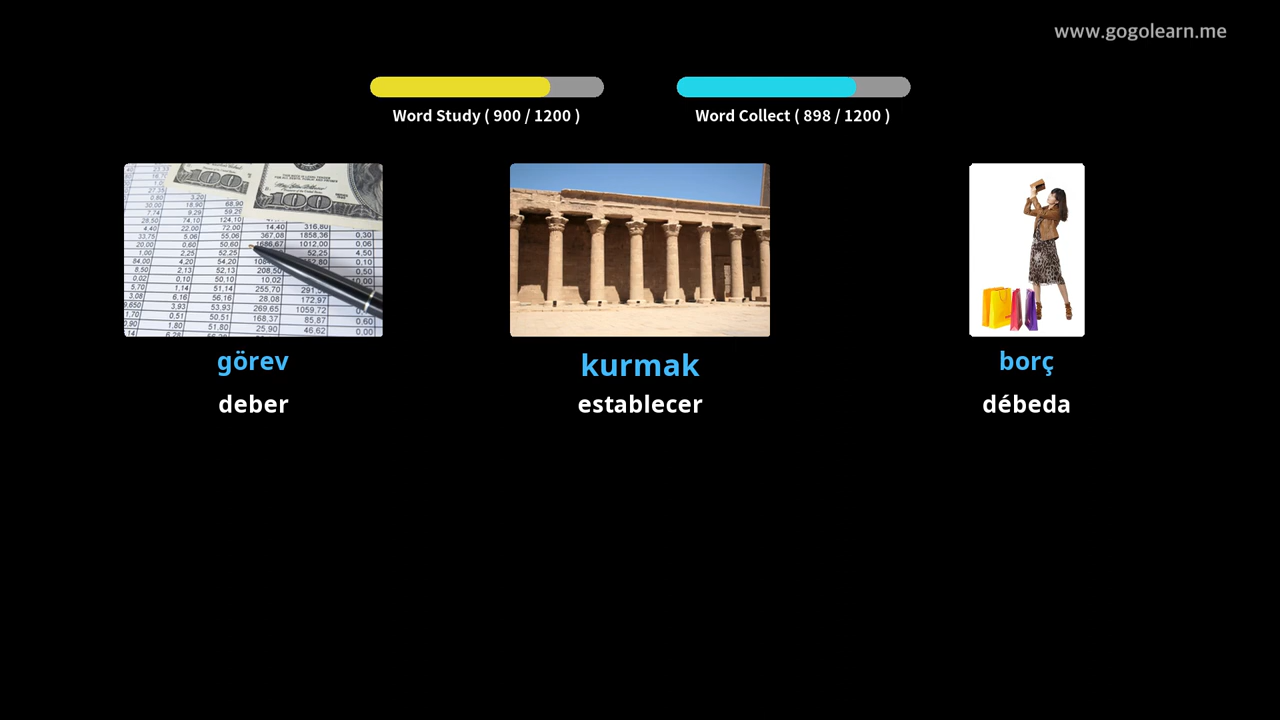 www.gogolearn.me
Word Study ( 900 / 1200 )
Word Collect ( 898 / 1200 )
görev
kurmak
borç
deber
establecer
débeda